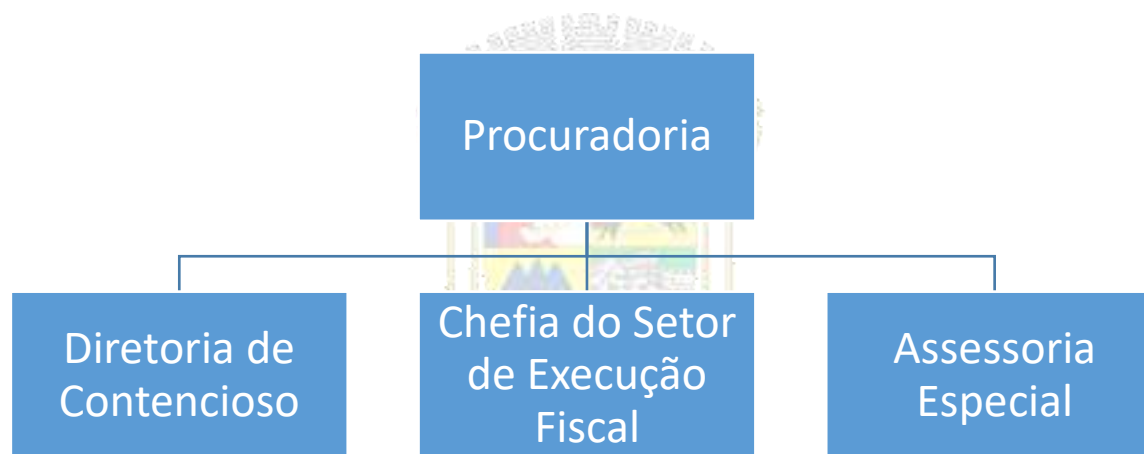 Procuradoria
Diretoria de
Contencioso
Chefia do Setor
de Execução
Fiscal
Assessoria
Especial